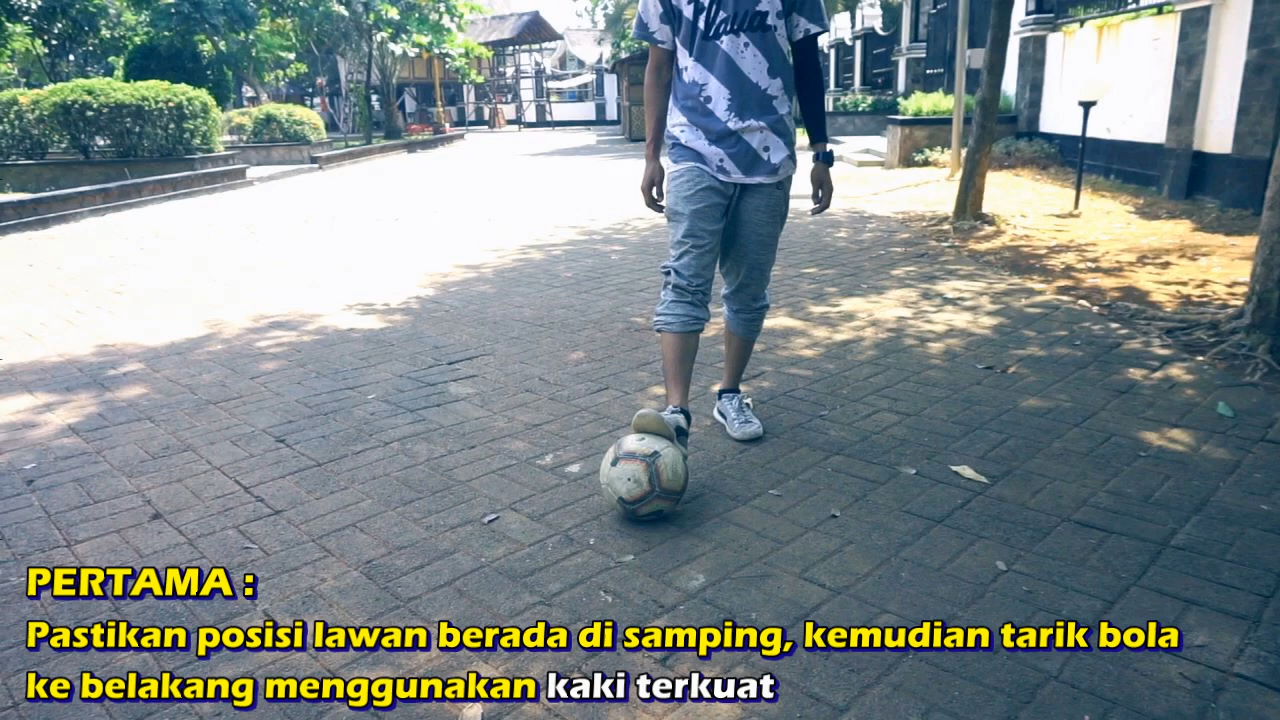 PERTAMA :
Pastikan posisi lawan berada di samping, kemudian tarik bola
ke belakang menggunakan kaki terkuat